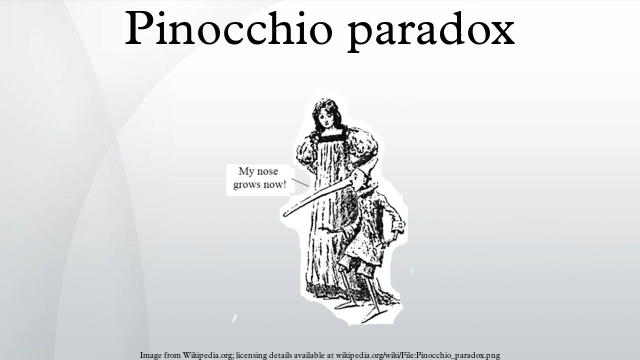 Pinocchio paradox
My nose
grows now!
Image from Wikipedia.org; licensing details available at wikipedia.org/wiki/File:Pinocchio_paradox.png